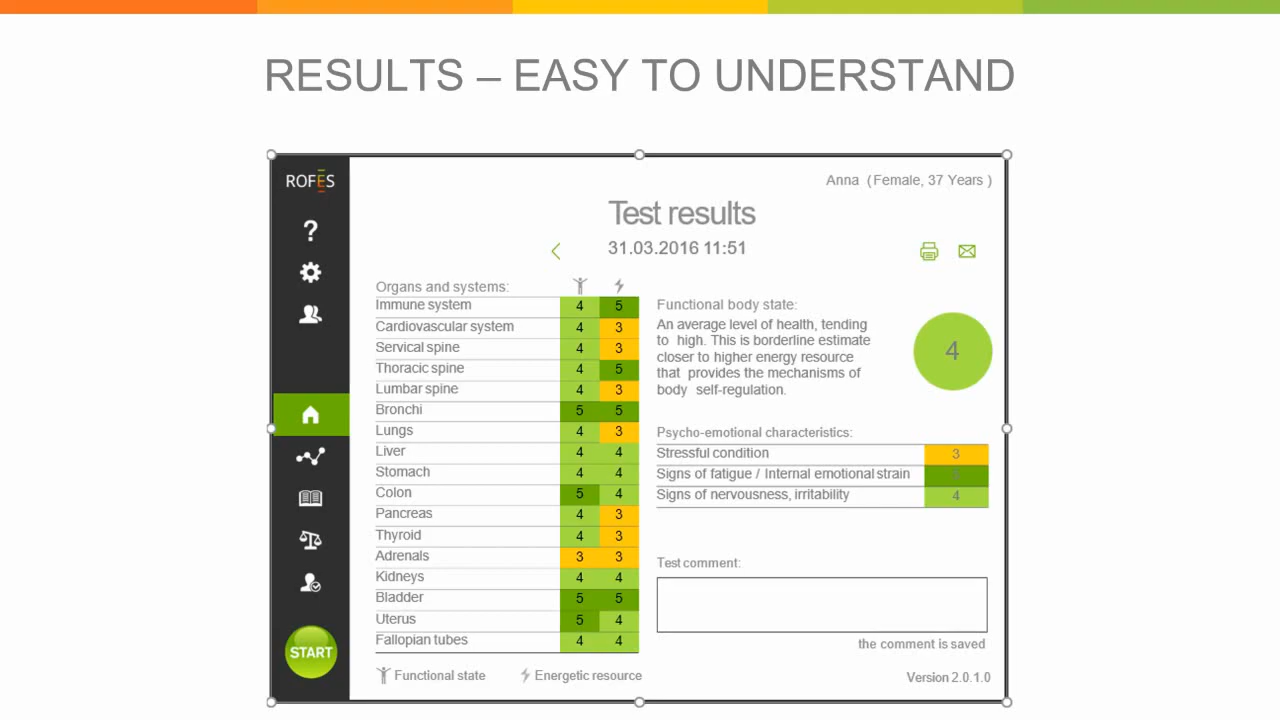 RESULTS – EASY TO UNDERSTAND
ROFES
Anna (Female, 37 Years )
Test results
31.03.2016 11:51
Organs and systems:
Immune system 4 5
Cardiovascular system 4 3
Servical spine 4 3
Thoracic spine 4 5
Lumbar spine 4 3
Bronchi 5 5
Lungs 4 3
Liver 4 4
Stomach 4 4
Colon 5 4
Pancreas 4 3
Thyroid 4 3
Adrenals 3 3
Kidneys 4 4
Bladder 5 5
Uterus 5 4
Fallopian tubes 4 4
Functional state Energetic resource
Functional body state:
An average level of health, tending
to high. This is borderline estimate
closer to higher energy resource
that provides the mechanisms of
body self-regulation.
4
Psycho-emotional characteristics:
Stressful condition 3
Signs of fatigue / Internal emotional strain
Signs of nervousness, irritability 4
Test comment:
the comment is saved
Version 2.0.1.0
START